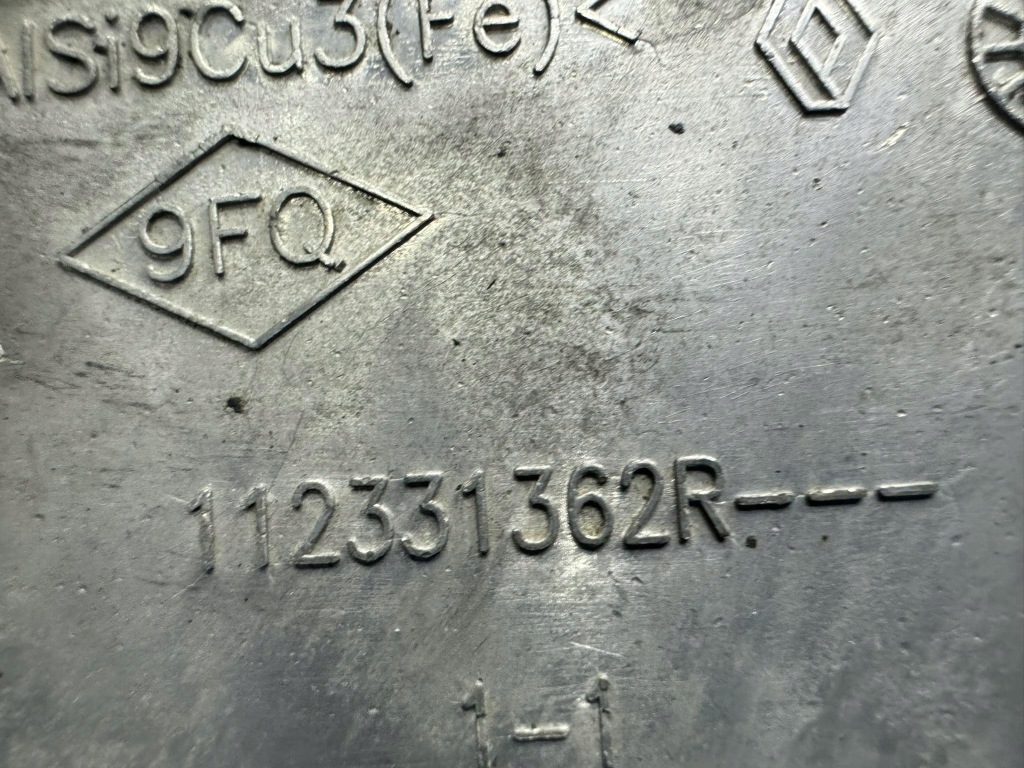 AlSi9Cu3(Fe)<
9FQ
112331362R---
1-1